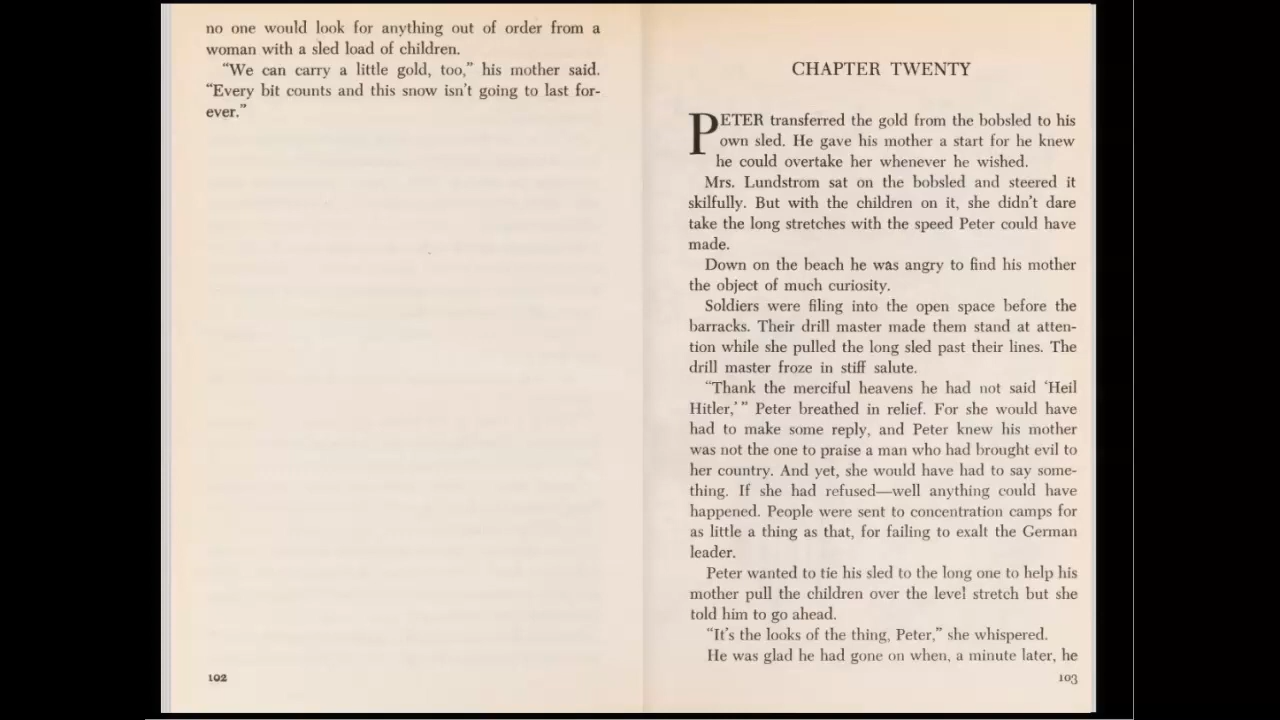 no one would look for anything out of order from a
woman with a sled load of children.
“We can carry a little gold, too,” his mother said.
“Every bit counts and this snow isn’t going to last for-
ever.”
102
CHAPTER TWENTY
PETER transferred the gold from the bobsled to his
own sled. He gave his mother a start for he knew
he could overtake her whenever he wished.
Mrs. Lundstrom sat on the bobsled and steered it
skilfully. But with the children on it, she didn’t dare
take the long stretches with the speed Peter could have
made.
Down on the beach he was angry to find his mother
the object of much curiosity.
Soldiers were filing into the open space before the
barracks. Their drill master made them stand at atten-
tion while she pulled the long sled past their lines. The
drill master froze in stiff salute.
“Thank the merciful heavens he had not said ‘Heil
Hitler,’” Peter breathed in relief. For she would have
had to make some reply, and Peter knew his mother
was not the one to praise a man who had brought evil to
her country. And yet, she would have had to say some-
thing. If she had refused—well anything could have
happened. People were sent to concentration camps for
as little a thing as that, for failing to exalt the German
leader.
Peter wanted to tie his sled to the long one to help his
mother pull the children over the level stretch but she
told him to go ahead.
“It’s the looks of the thing, Peter,” she whispered.
He was glad he had gone on when, a minute later, he
103